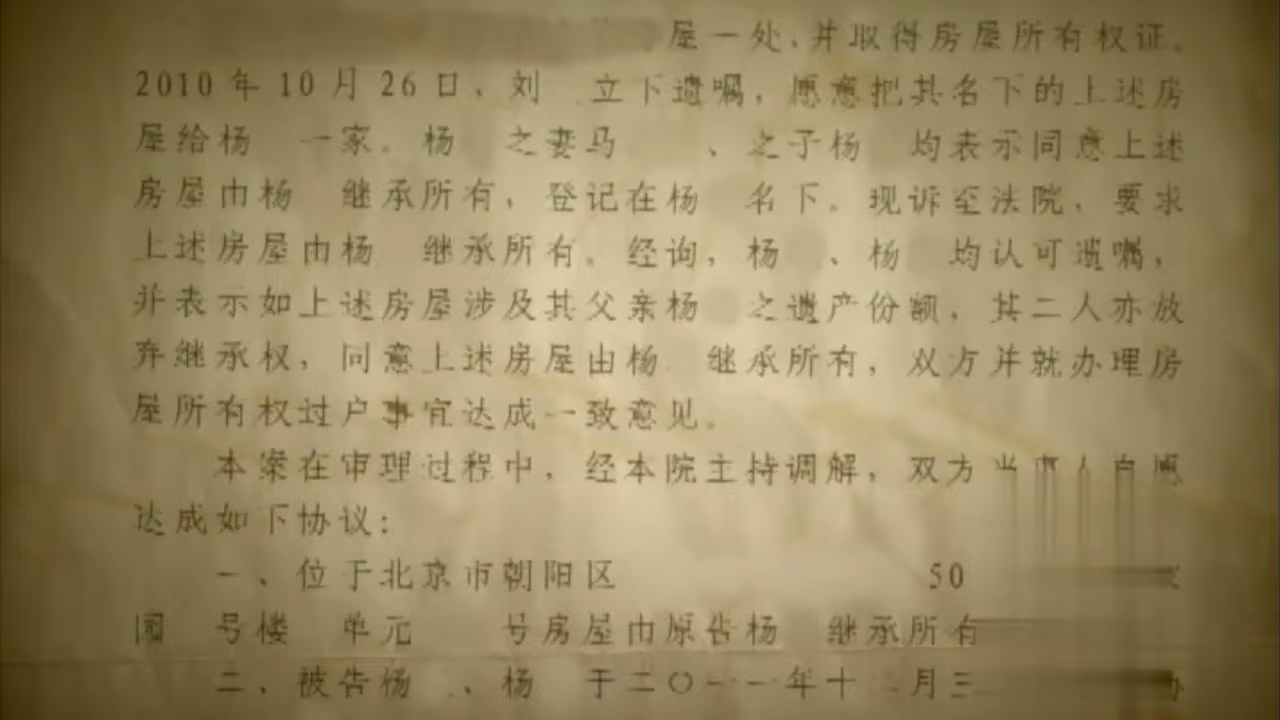 屋一处,并取得房屋所有权证。
2010年10月26日,刘 立下遗嘱,愿意把其名下的上述房
屋给杨 一家。杨 之妻马 、之子杨 均表示同意上述
房屋由杨 继承所有,登记在杨 名下。现诉至法院,要求
上述房屋由杨 继承所有。经询,杨 、杨 均认可遗嘱,
并表示如上述房屋涉及其父亲杨 之遗产份额,其二人亦放
弃继承权,同意上述房屋由杨 继承所有,双方并就办理房
屋所有权过户事宜达成一致意见。
本案在审理过程中,经本院主持调解,双方当事人自愿
达成如下协议:
一、位于北京市朝阳区 50
园 号楼 单元 号房屋由原告杨 继承所有
二、被告杨 、杨 于二〇一一年十二月三